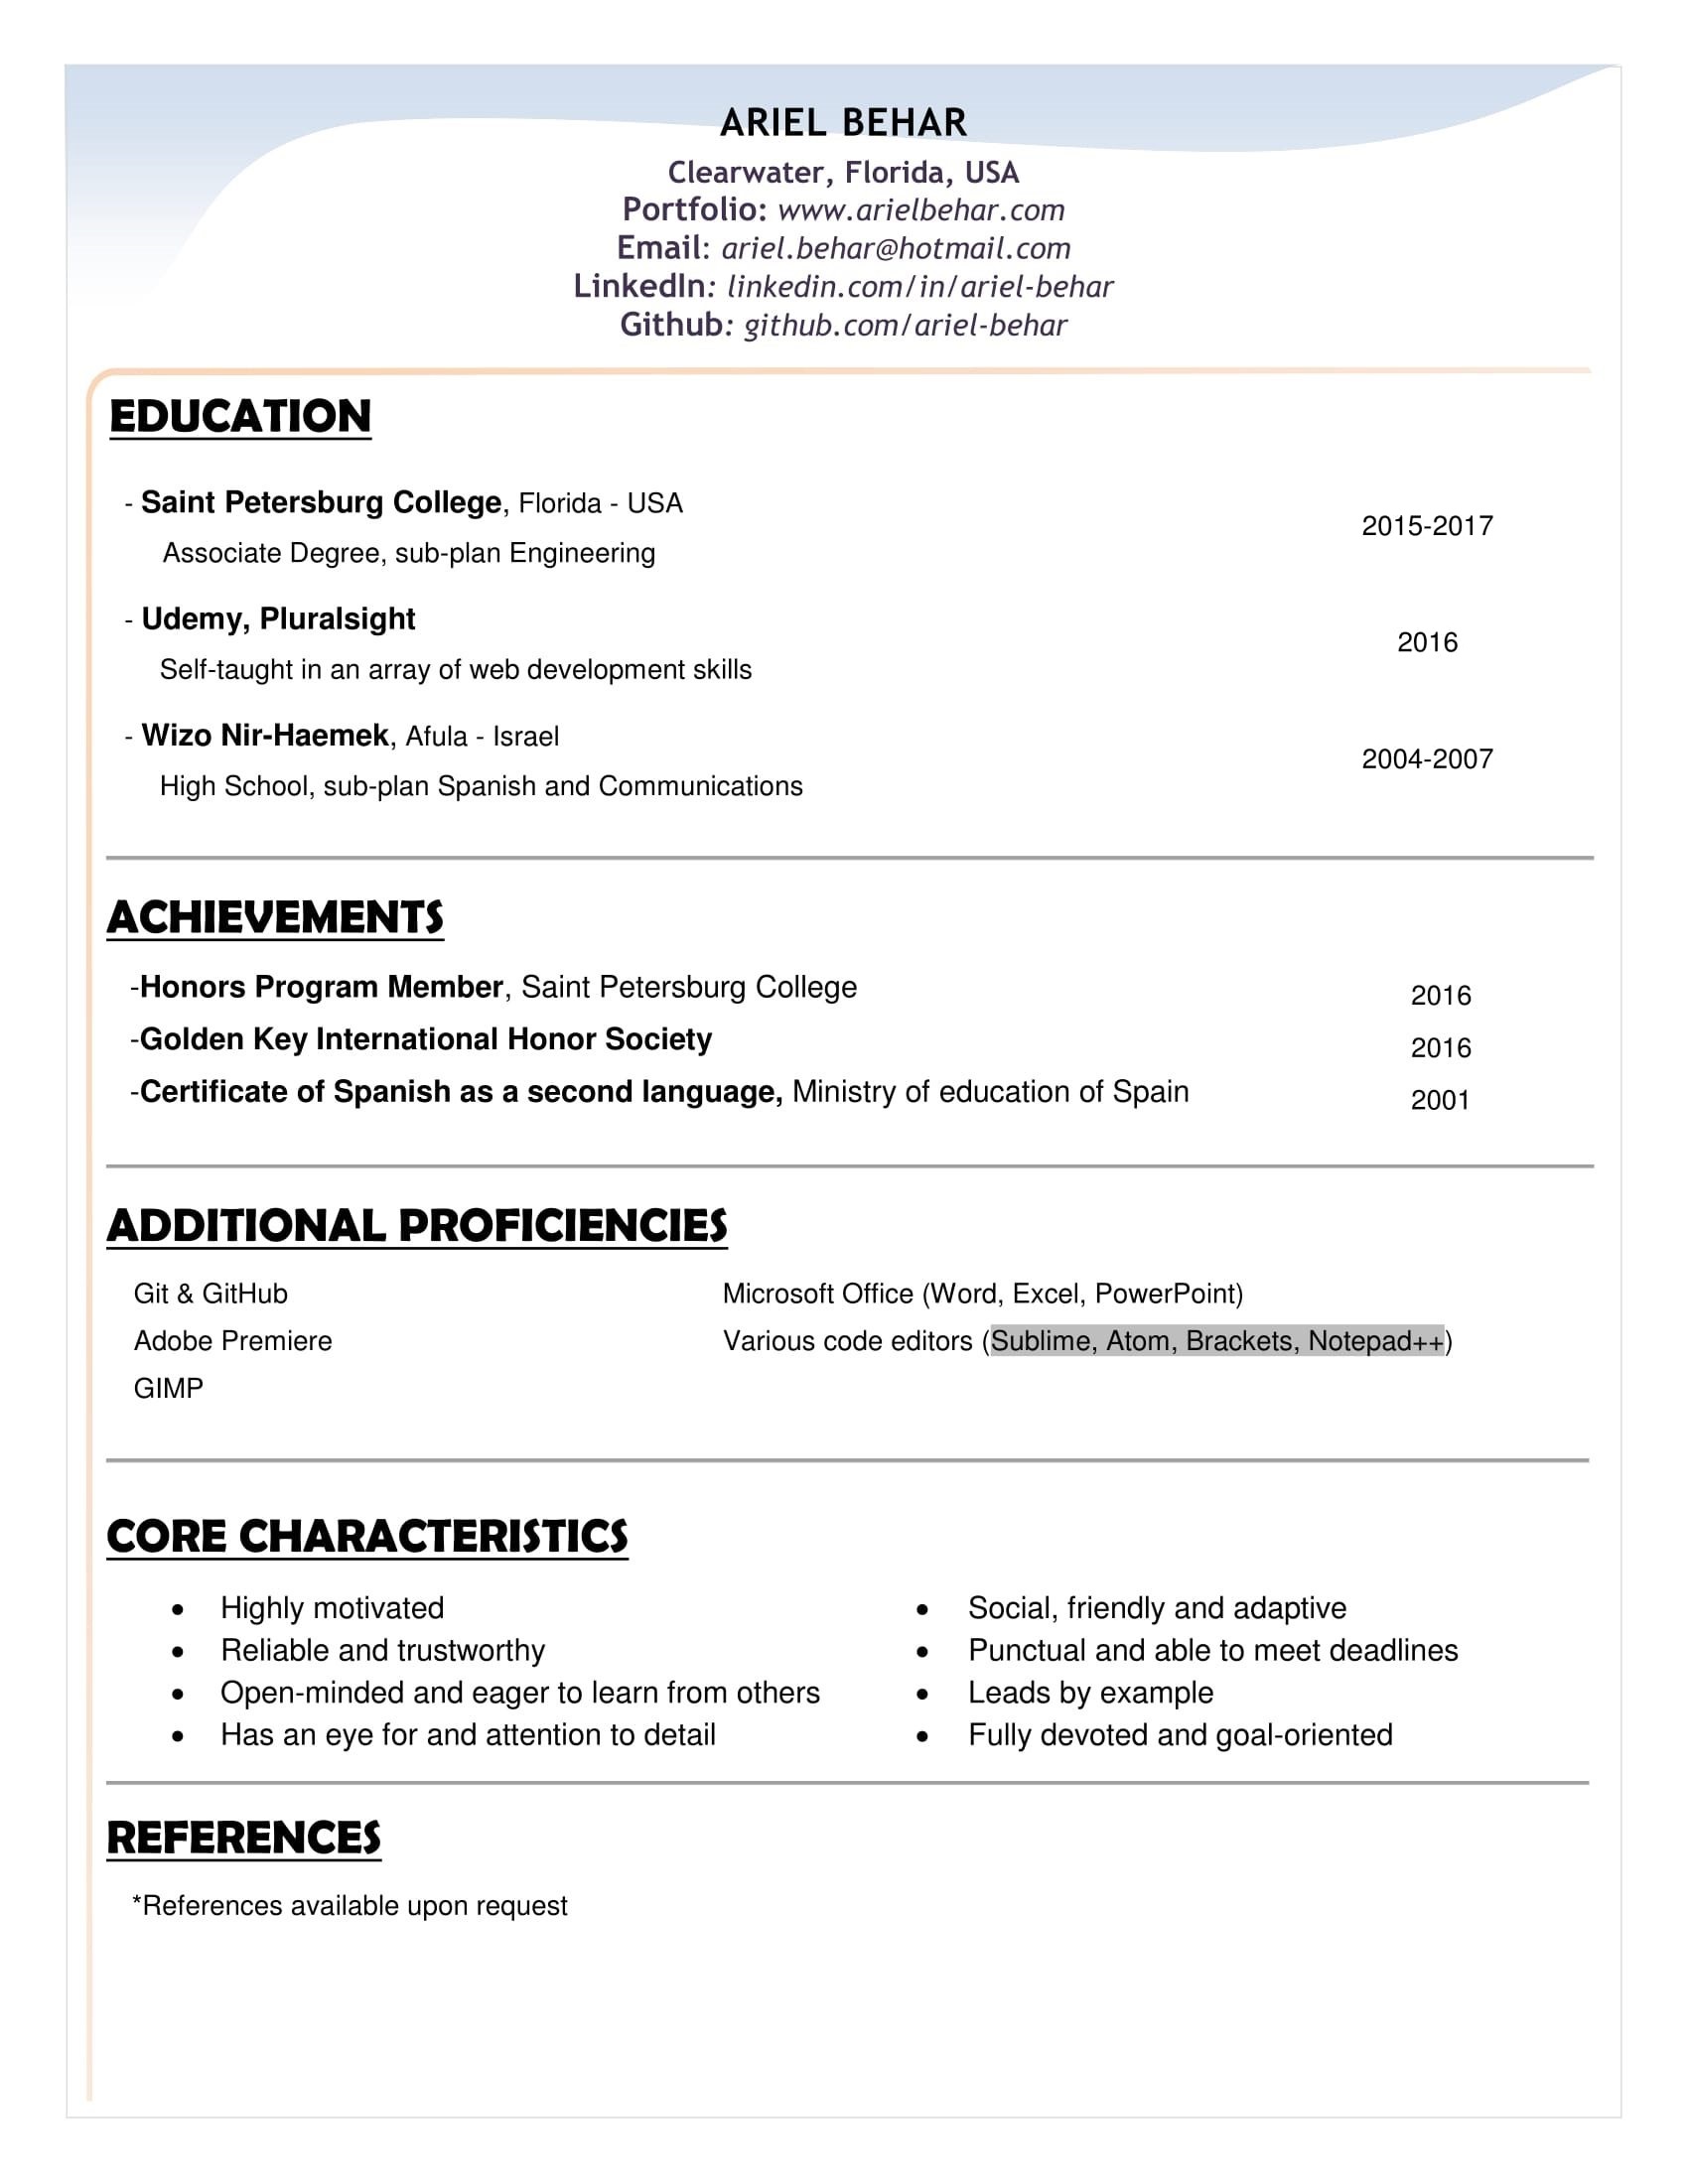 ARIEL BEHAR
Clearwater, Florida, USA
Portfolio: www.arielbehar.com
Email: ariel.behar@hotmail.com
LinkedIn: linkedin.com/in/ariel-behar
Github: github.com/ariel-behar
EDUCATION
- Saint Petersburg College, Florida - USA
2015-2017
Associate Degree, sub-plan Engineering
- Udemy, Pluralsight
2016
Self-taught in an array of web development skills
- Wizo Nir-Haemek, Afula - Israel
2004-2007
High School, sub-plan Spanish and Communications
ACHIEVEMENTS
-Honors Program Member, Saint Petersburg College 2016
-Golden Key International Honor Society 2016
-Certificate of Spanish as a second language, Ministry of education of Spain 2001
ADDITIONAL PROFICIENCIES
Git & GitHub Microsoft Office (Word, Excel, PowerPoint)
Adobe Premiere Various code editors (Sublime, Atom, Brackets, Notepad++)
GIMP
CORE CHARACTERISTICS
• Highly motivated
• Reliable and trustworthy
• Open-minded and eager to learn from others
• Has an eye for and attention to detail
• Social, friendly and adaptive
• Punctual and able to meet deadlines
• Leads by example
• Fully devoted and goal-oriented
REFERENCES
*References available upon request